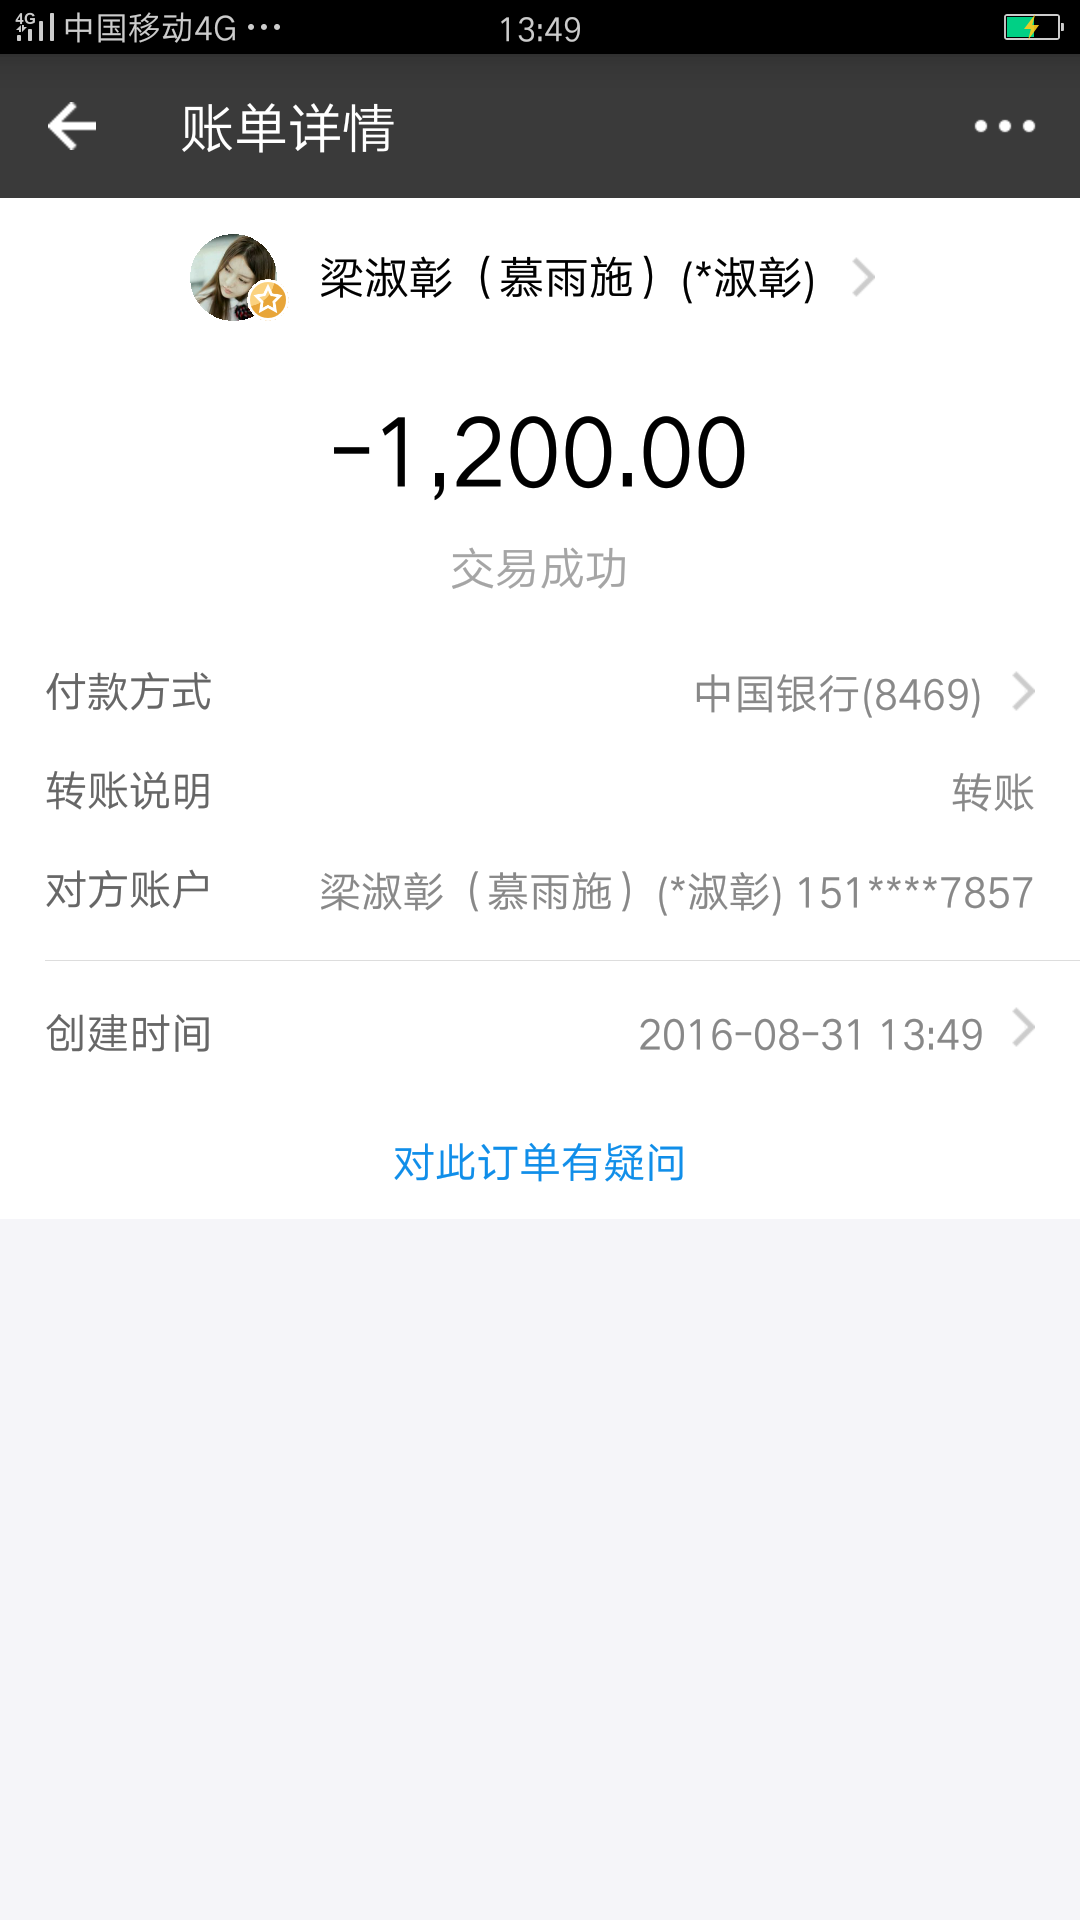 4G 中国移动4G ··· 13:49
账单详情
梁淑彰（慕雨施）(*淑彰)
-1,200.00
交易成功
付款方式 中国银行(8469)
转账说明 转账
对方账户 梁淑彰（慕雨施）(*淑彰) 151****7857
创建时间 2016-08-31 13:49
对此订单有疑问